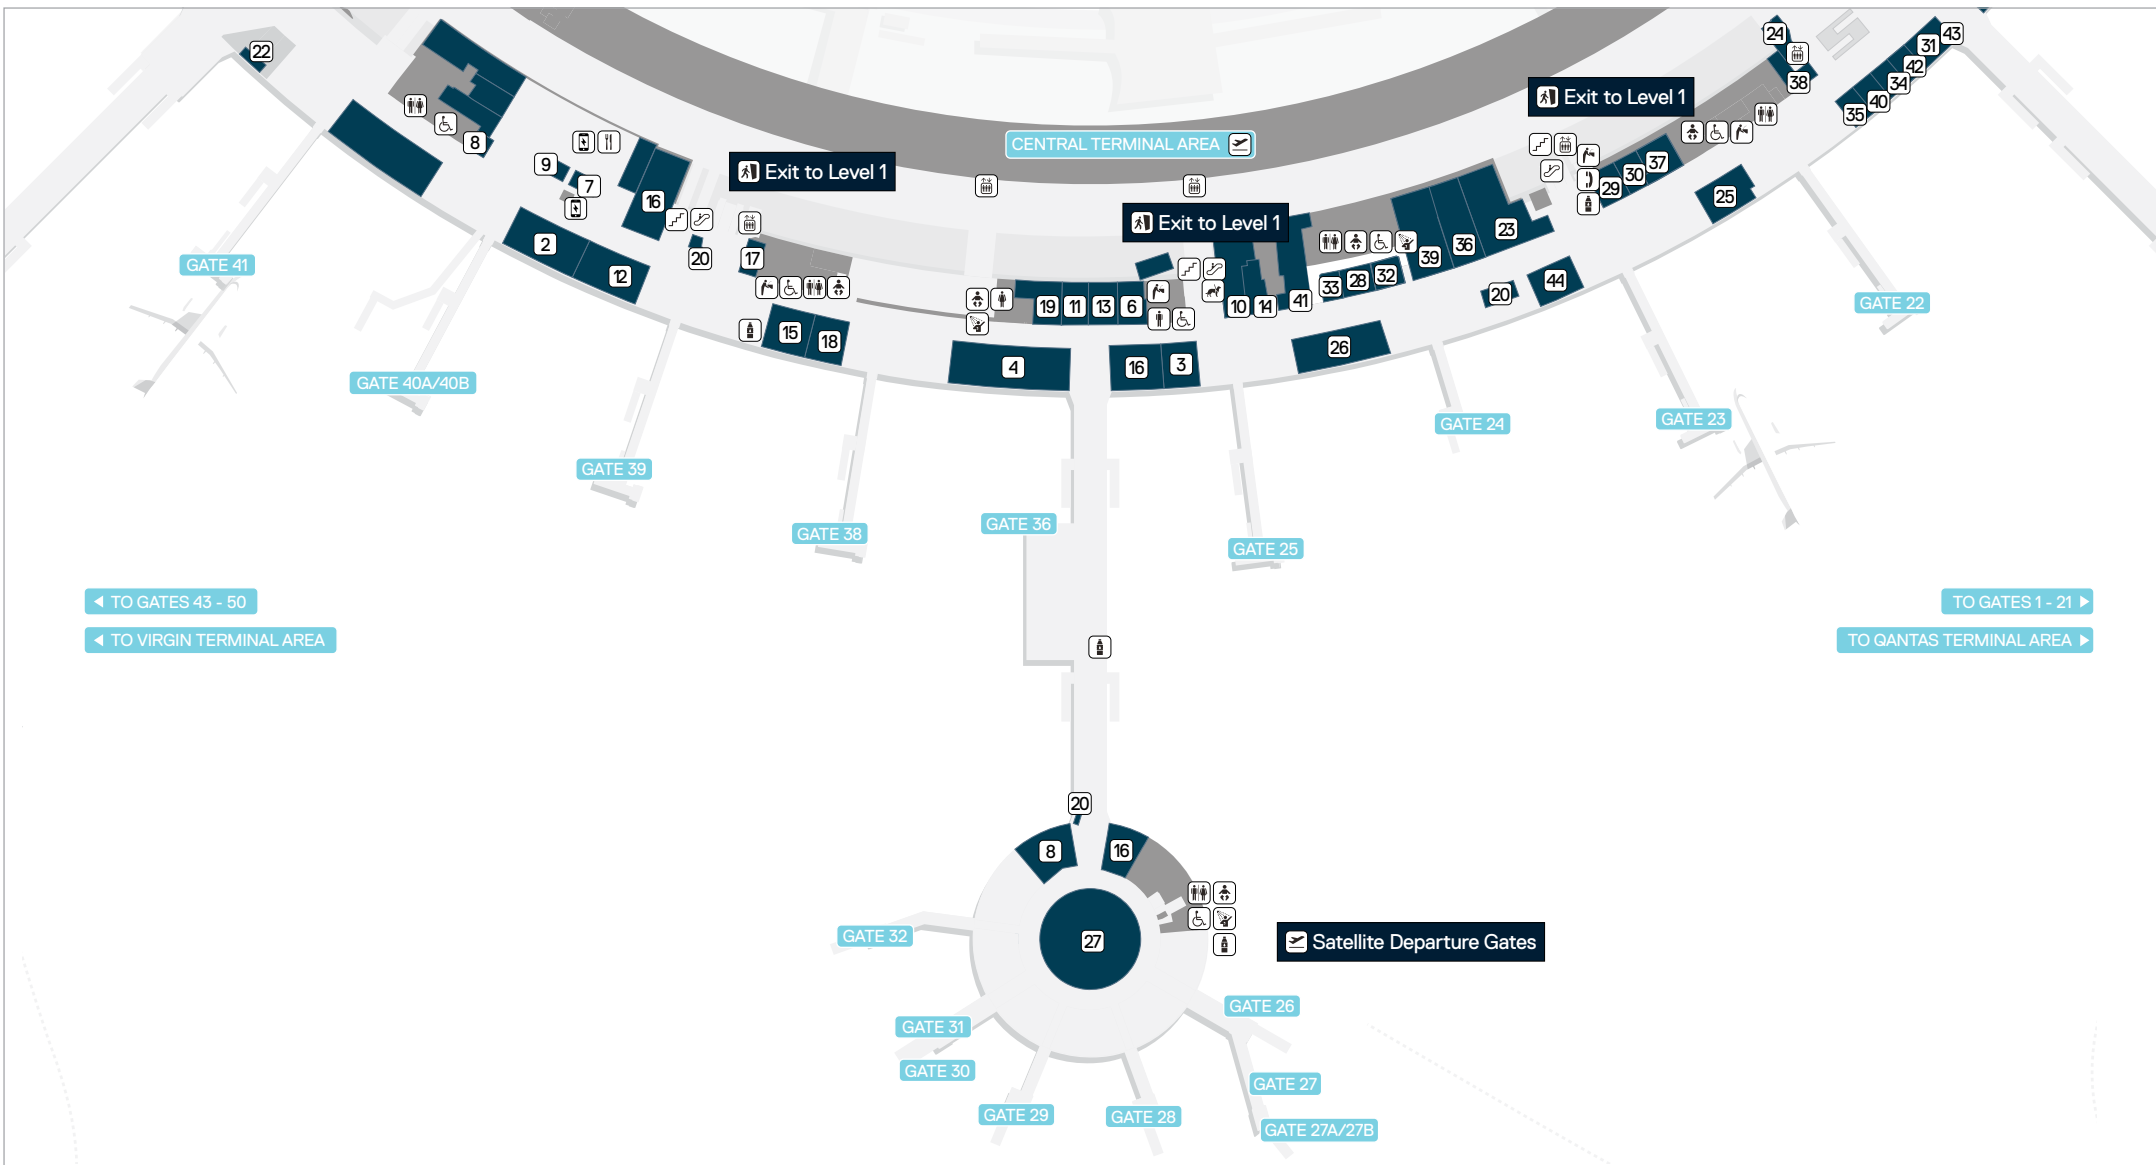 24
43
31
22
42
38
34
40
35
Exit to Level 1
25
37
30
29
8
9
7
16
CENTRAL TERMINAL AREA
Exit to Level 1
Exit to Level 1
2
12
20
17
23
36
39
44
20
32
28
33
41
14
10
6
13
11
19
15
18
4
16
3
26
GATE 41
GATE 22
GATE 40A/40B
GATE 24
GATE 23
GATE 39
GATE 38
GATE 36
GATE 25
TO GATES 43 - 50
TO VIRGIN TERMINAL AREA
TO GATES 1 - 21
TO QANTAS TERMINAL AREA
20
8
16
27
Satellite Departure Gates
GATE 32
GATE 26
GATE 31
GATE 30
GATE 27
GATE 29
GATE 28
GATE 27A/27B